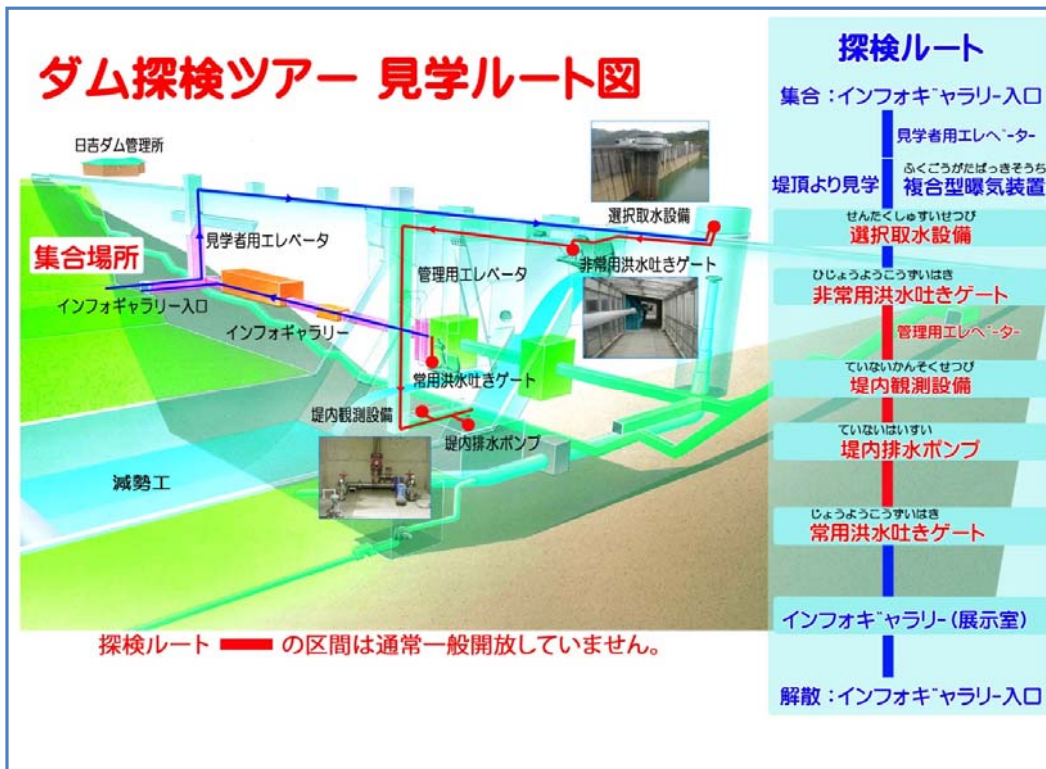 ダム探検ツアー 見学ルート図
日吉ダム管理所
選択取水設備
見学者用エレベータ
集合場所
管理用エレベータ
非常用洪水吐きゲート
インフォギャラリー入口
インフォギャラリー
常用洪水吐きゲート
堤内観測設備
堤内排水ポンプ
減勢工
探検ルート の区間は通常一般開放していません。
探検ルート
集合:インフォギャラリー入口
見学者用エレベーター
ふくごうがたばっきそうち
堤頂より見学 複合型曝気装置
せんたくしゅすいせつび
選択取水設備
ひじょうようこうずいはき
非常用洪水吐きゲート
管理用エレベーター
ていないかんそくせつび
堤内観測設備
ていないはいすい
堤内排水ポンプ
じょうようこうずいはき
常用洪水吐きゲート
インフォギャラリー(展示室)
解散:インフォギャラリー入口